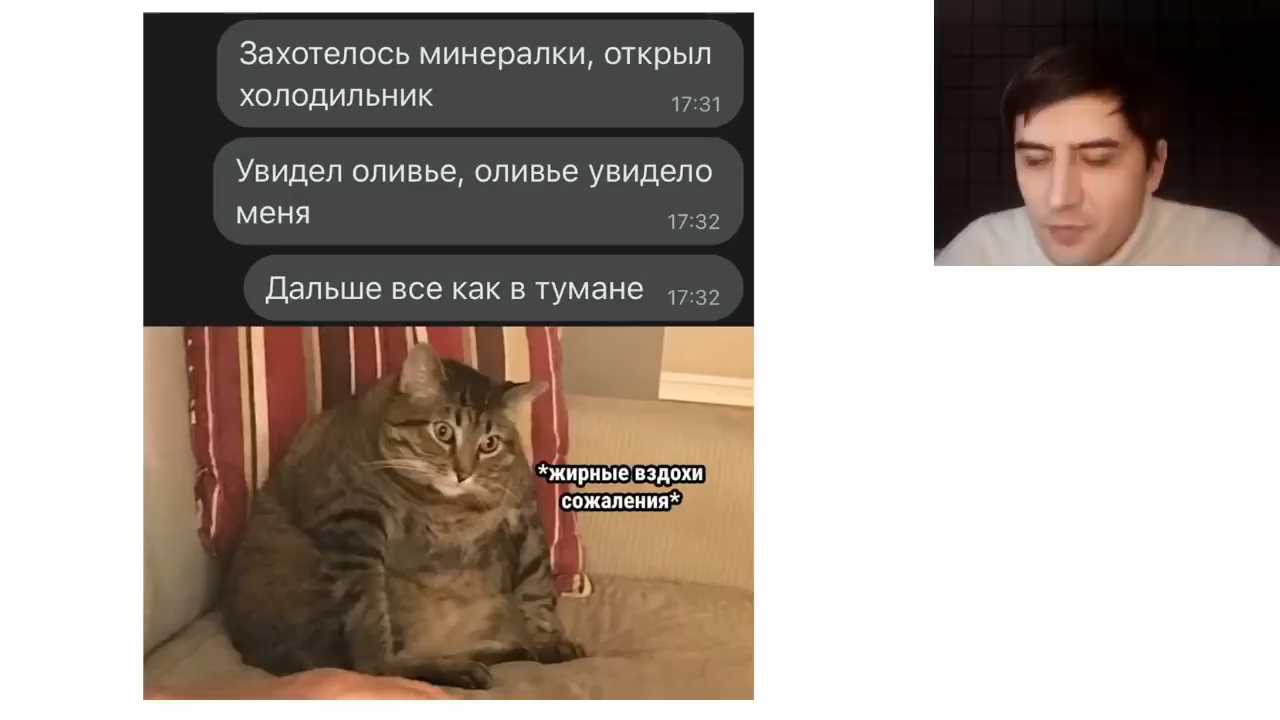 Захотелось минералки, открыл
холодильник
17:31
Увидел оливье, оливье увидело
меня
17:32
Дальше все как в тумане
17:32
*жирные вздохи
сожаления*